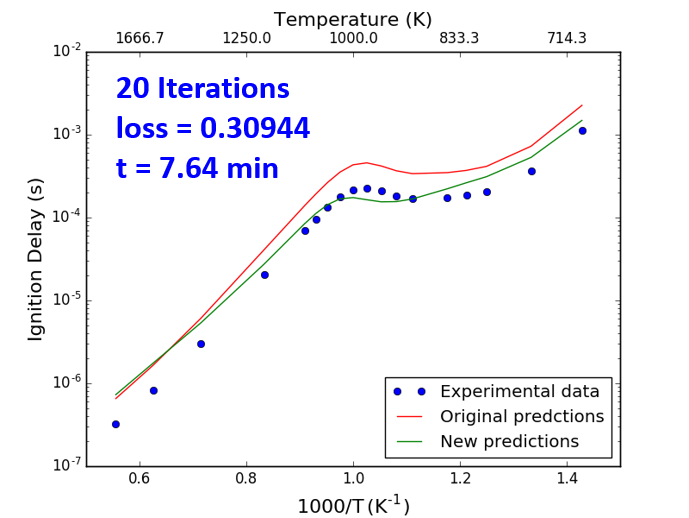 Temperature (K)
1666.7 1250.0 1000.0 833.3 714.3
10^-2
10^-3
10^-4
10^-5
10^-6
10^-7
Ignition Delay (s)
20 Iterations
loss = 0.30944
t = 7.64 min
Experimental data
Original predctions
New predictions
0.6 0.8 1.0 1.2 1.4
1000/T (K^-1)